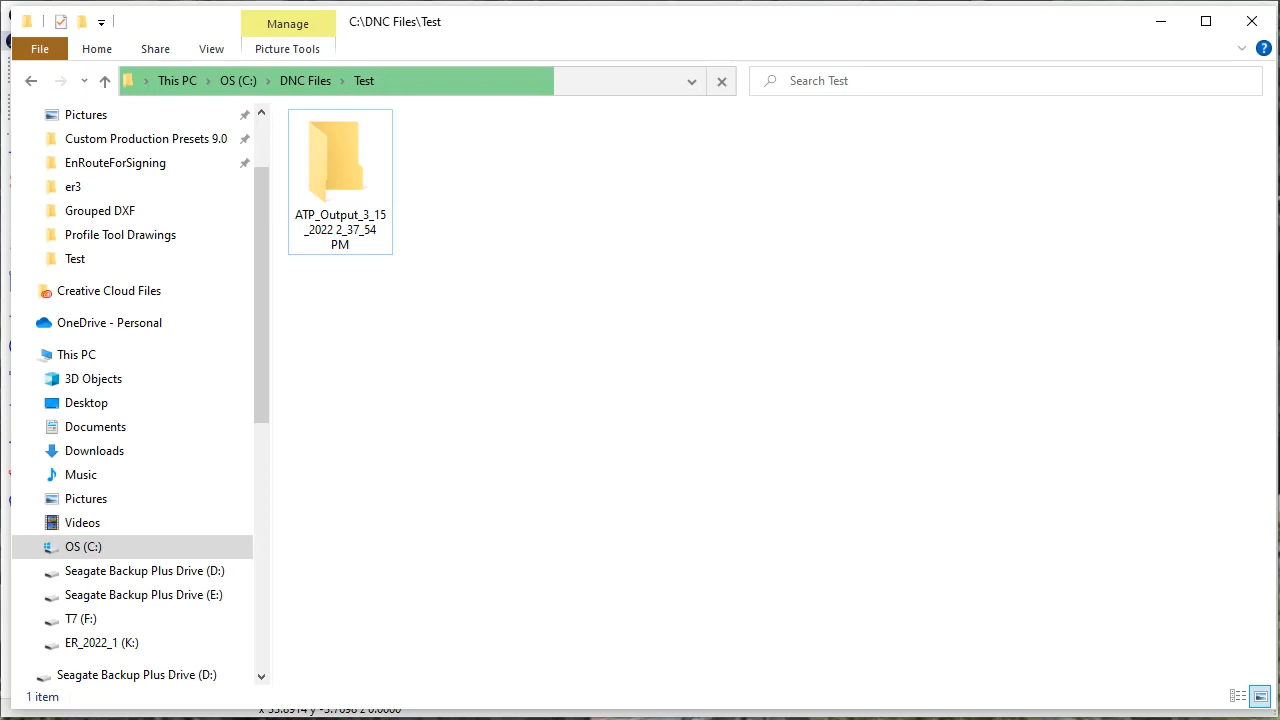 Manage
C:\DNC Files\Test
File
Home
Share
View
Picture Tools
This PC
OS (C:)
DNC Files
Test
Search Test
Pictures
Custom Production Presets 9.0
EnRouteForSigning
er3
Grouped DXF
Profile Tool Drawings
Test
Creative Cloud Files
OneDrive - Personal
This PC
3D Objects
Desktop
Documents
Downloads
Music
Pictures
Videos
OS (C:)
Seagate Backup Plus Drive (D:)
Seagate Backup Plus Drive (E:)
T7 (F:)
ER_2022_1 (K:)
Seagate Backup Plus Drive (D:)
ATP_Output_3_15
_2022 2_37_54
PM
1 item